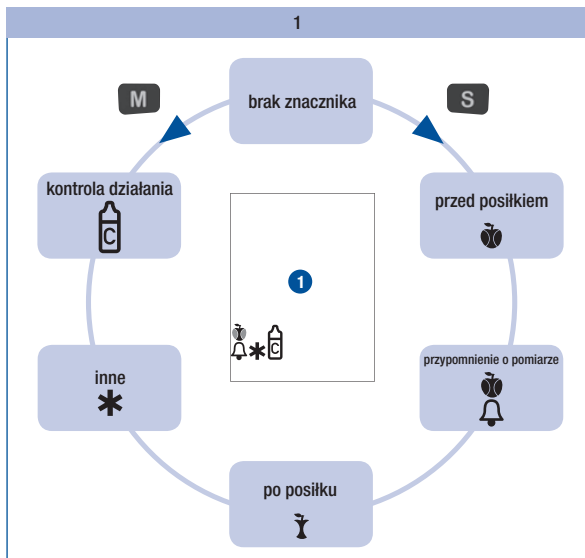 1
M
brak znacznika
S
kontrola działania
C
przed posiłkiem
1
C
inne
przypomnienie o pomiarze
po posiłku